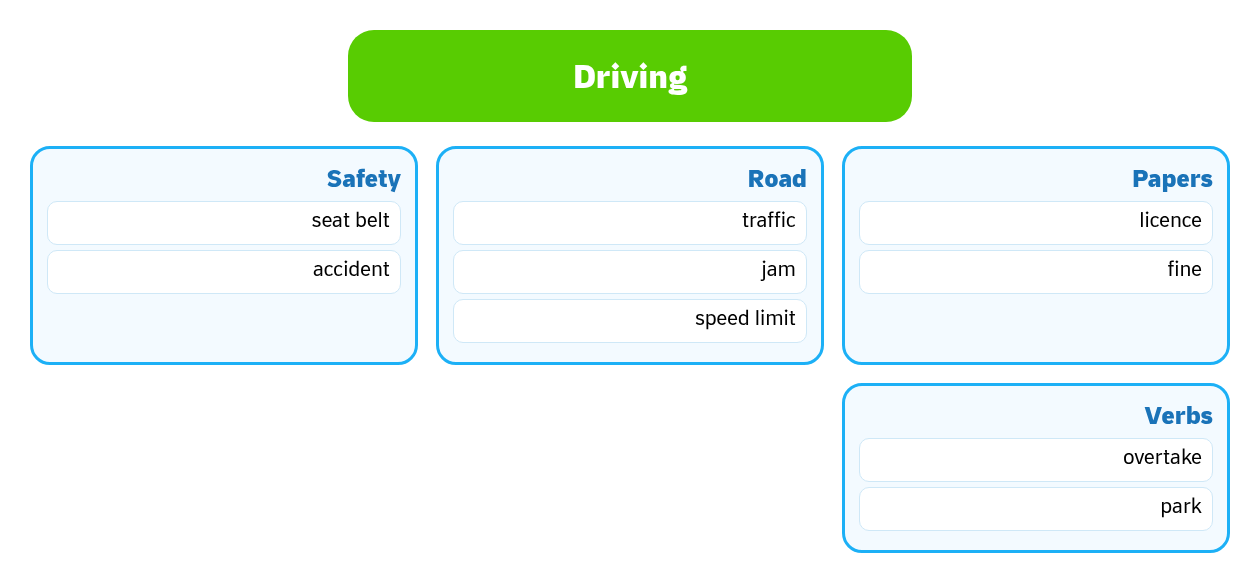 Driving
Papers
licence
fine
Road
traffic
jam
speed limit
Safety
seat belt
accident
Verbs
overtake
park